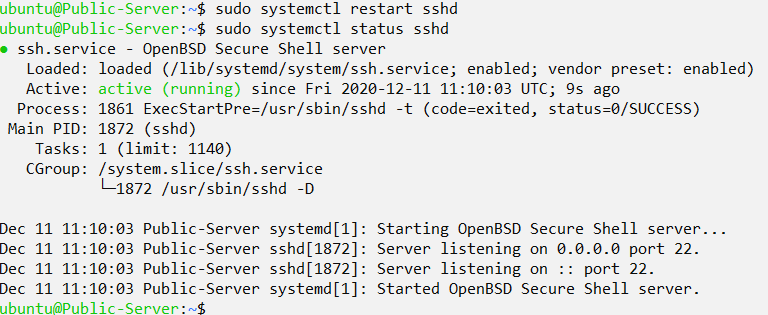 ubuntu@Public-Server:~$ sudo systemctl restart sshd
ubuntu@Public-Server:~$ sudo systemctl status sshd
● ssh.service - OpenBSD Secure Shell server
   Loaded: loaded (/lib/systemd/system/ssh.service; enabled; vendor preset: enabled)
   Active: active (running) since Fri 2020-12-11 11:10:03 UTC; 9s ago
  Process: 1861 ExecStartPre=/usr/sbin/sshd -t (code=exited, status=0/SUCCESS)
 Main PID: 1872 (sshd)
    Tasks: 1 (limit: 1140)
   CGroup: /system.slice/ssh.service
           └─1872 /usr/sbin/sshd -D

Dec 11 11:10:03 Public-Server systemd[1]: Starting OpenBSD Secure Shell server...
Dec 11 11:10:03 Public-Server sshd[1872]: Server listening on 0.0.0.0 port 22.
Dec 11 11:10:03 Public-Server sshd[1872]: Server listening on :: port 22.
Dec 11 11:10:03 Public-Server systemd[1]: Started OpenBSD Secure Shell server.
ubuntu@Public-Server:~$